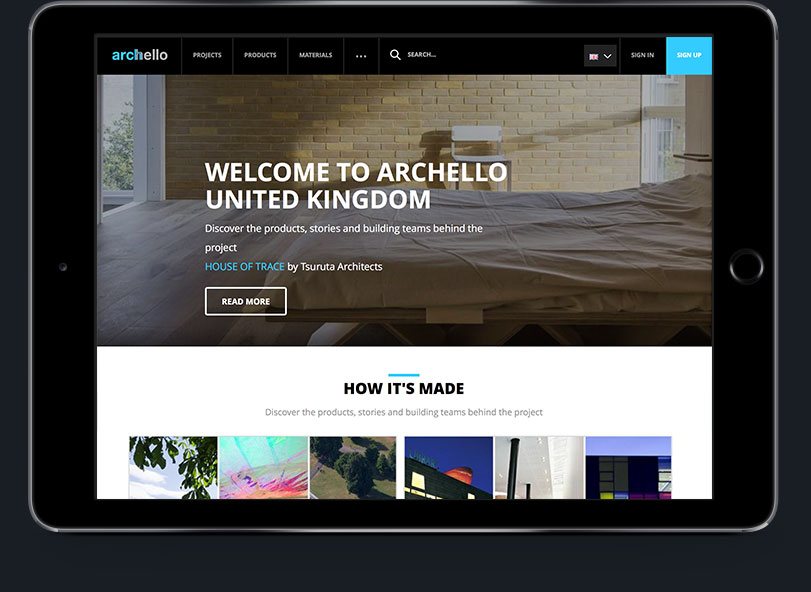 archello
PROJECTS
PRODUCTS
MATERIALS
...
SEARCH...
SIGN IN
SIGN UP
WELCOME TO ARCHELLO
UNITED KINGDOM
Discover the products, stories and building teams behind the
project
HOUSE OF TRACE by Tsuruta Architects
READ MORE
HOW IT'S MADE
Discover the products, stories and building teams behind the project